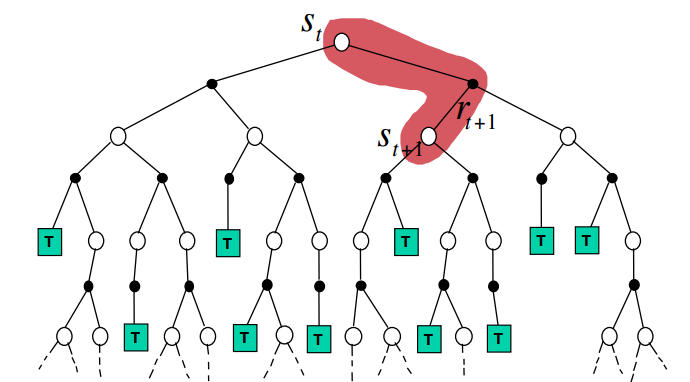 s_t
r_{t+1}
s_{t+1}
T T T T T
T T T T T